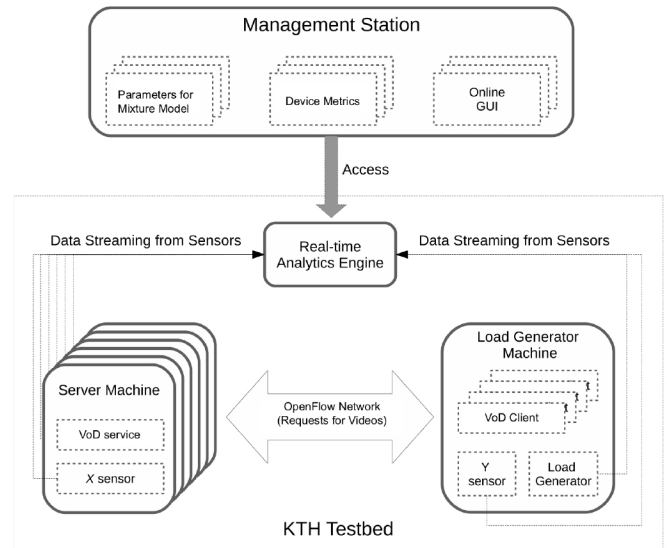 Management Station
Parameters for
Mixture Model
Device Metrics
Online
GUI
Access
Data Streaming from Sensors
Real-time
Analytics Engine
Data Streaming from Sensors
Server Machine
VoD service
X sensor
OpenFlow Network
(Requests for Videos)
Load Generator
Machine
VoD Client
Y
sensor
Load
Generator
KTH Testbed